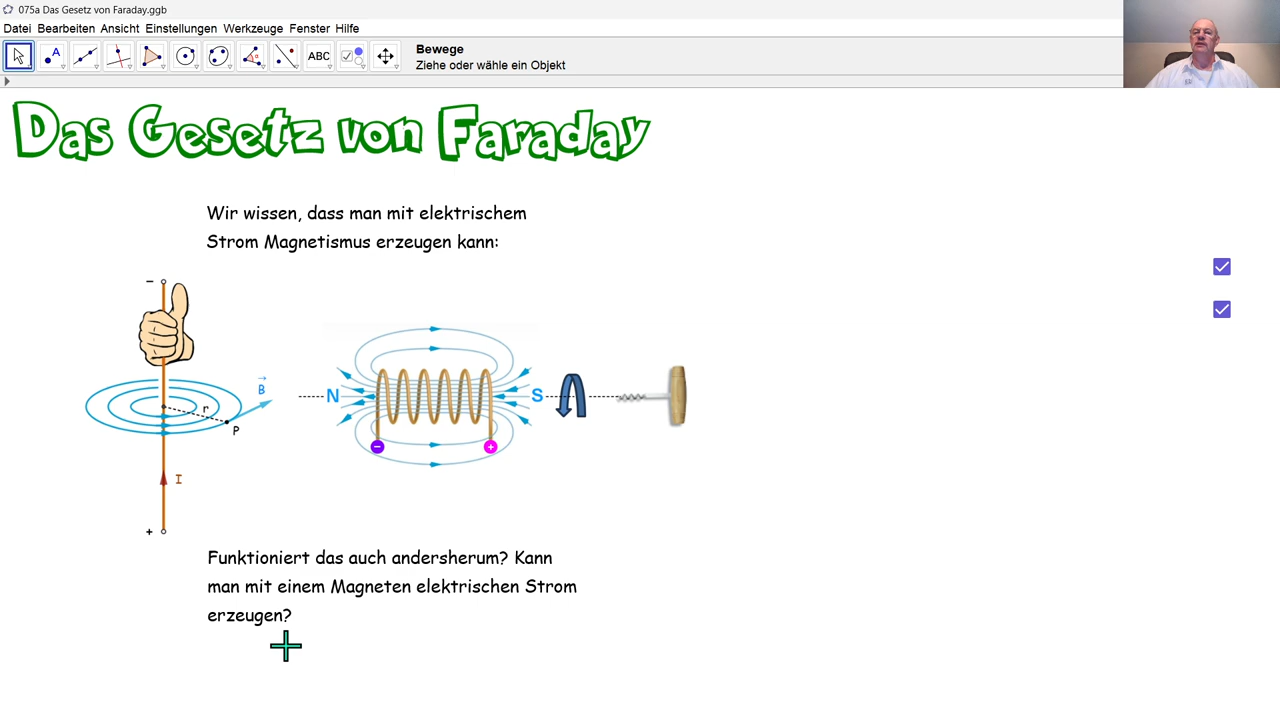 075a Das Gesetz von Faraday.ggb
Datei Bearbeiten Ansicht Einstellungen Werkzeuge Fenster Hilfe
A
ABC
Bewege
Ziehe oder wähle ein Objekt
Das Gesetz von Faraday
Wir wissen, dass man mit elektrischem
Strom Magnetismus erzeugen kann:
−
B
r
P
I
+
N
S
−
+
Funktioniert das auch andersherum? Kann
man mit einem Magneten elektrischen Strom
erzeugen?